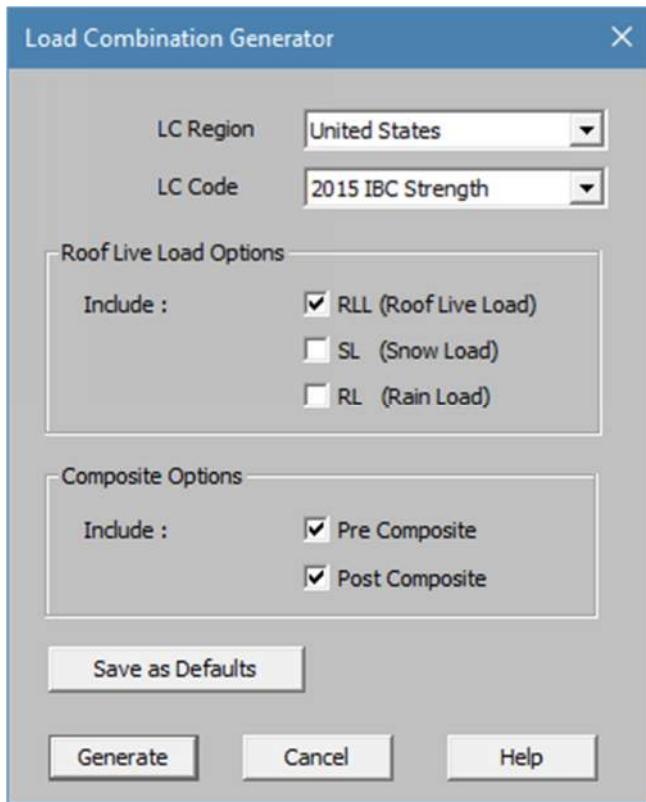 Load Combination Generator
LC Region United States
LC Code 2015 IBC Strength
Roof Live Load Options
Include : RLL (Roof Live Load)
SL (Snow Load)
RL (Rain Load)
Composite Options
Include : Pre Composite
Post Composite
Save as Defaults
Generate Cancel Help